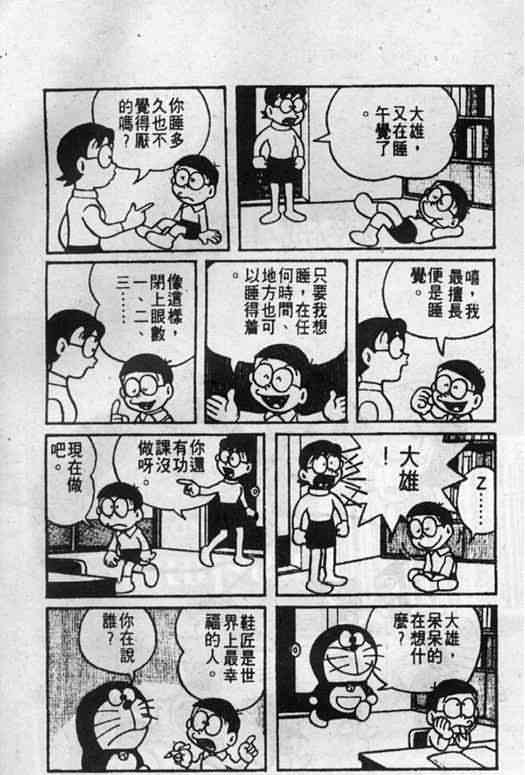 大雄，
又在睡
午覺了
。
你睡多
久也不
覺得厭
的嗎？
嘻，我
最擅長
便是睡
覺。
只要我想
睡，在任
何時間、
地方也可
以睡得着
。
像這樣，
閉上眼數
一、二、
三……
Z……
大雄
！
你還
有功
課沒
做呀。
現在做
吧。
大雄，
呆呆的
在想什
麼？
鞋匠是世
界上最幸
福的人。
你在說
誰？